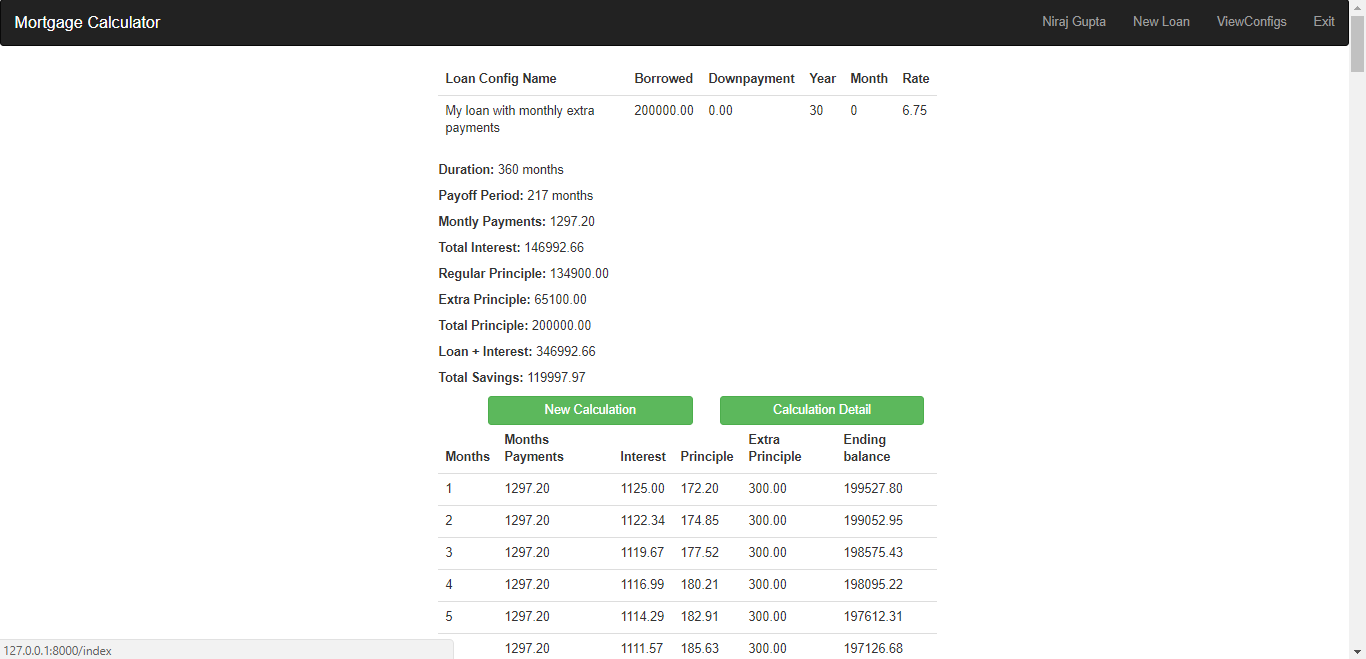 Mortgage Calculator Niraj Gupta New Loan ViewConfigs Exit
Loan Config Name Borrowed Downpayment Year Month Rate
My loan with monthly extra 200000.00 0.00 30 0 6.75
payments
Duration: 360 months
Payoff Period: 217 months
Montly Payments: 1297.20
Total Interest: 146992.66
Regular Principle: 134900.00
Extra Principle: 65100.00
Total Principle: 200000.00
Loan + Interest: 346992.66
Total Savings: 119997.97
New Calculation Calculation Detail
Months Extra Ending
Months Payments Interest Principle Principle balance
1 1297.20 1125.00 172.20 300.00 199527.80
2 1297.20 1122.34 174.85 300.00 199052.95
3 1297.20 1119.67 177.52 300.00 198575.43
4 1297.20 1116.99 180.21 300.00 198095.22
5 1297.20 1114.29 182.91 300.00 197612.31
1297.20 1111.57 185.63 300.00 197126.68
127.0.0.1:8000/index